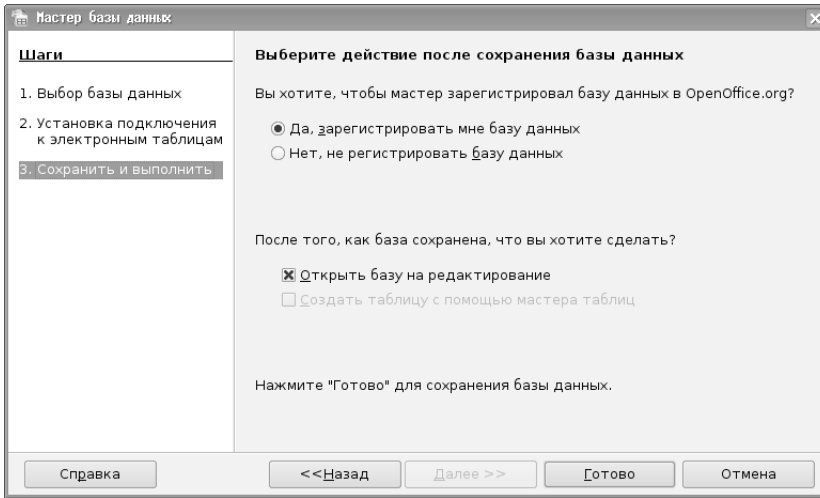 Мастер базы данных
Шаги
Выберите действие после сохранения базы данных
1. Выбор базы данных
2. Установка подключения
к электронным таблицам
3. Сохранить и выполнить
Вы хотите, чтобы мастер зарегистрировал базу данных в OpenOffice.org?
Да, зарегистрировать мне базу данных
Нет, не регистрировать базу данных
После того, как база сохранена, что вы хотите сделать?
Открыть базу на редактирование
Создать таблицу с помощью мастера таблиц
Нажмите "Готово" для сохранения базы данных.
Справка
<<Назад
Далее >>
Готово
Отмена